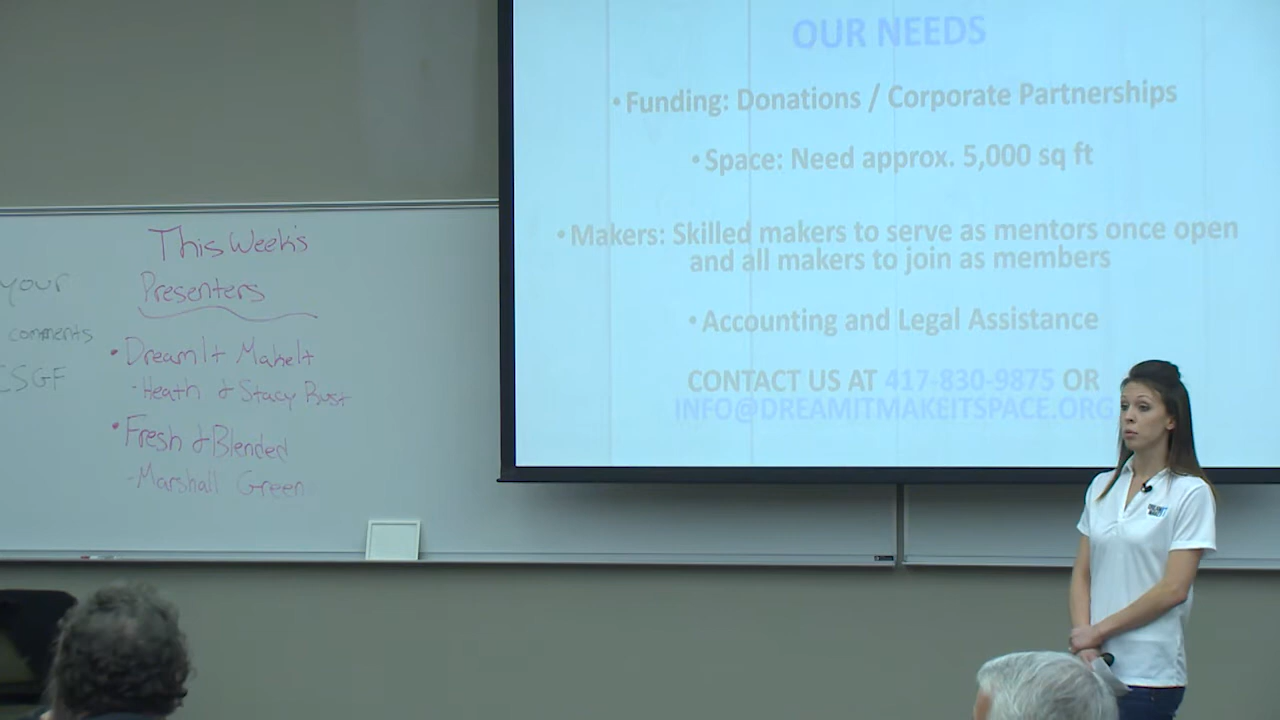 OUR NEEDS
• Funding: Donations / Corporate Partnerships
• Space: Need approx. 5,000 sq ft
• Makers: Skilled makers to serve as mentors once open
and all makers to join as members
• Accounting and Legal Assistance
CONTACT US AT 417-830-9875 OR
INFO@DREAMITMAKEITSPACE.ORG
your
comments
CSGF
This Week's
Presenters
• DreamIt MakeIt
- Heath & Stacy Bust
• Fresh & Blended
- Marshall Green